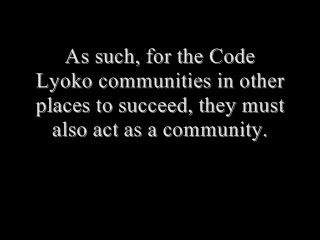 As such, for the Code
Lyoko communities in other
places to succeed, they must
also act as a community.